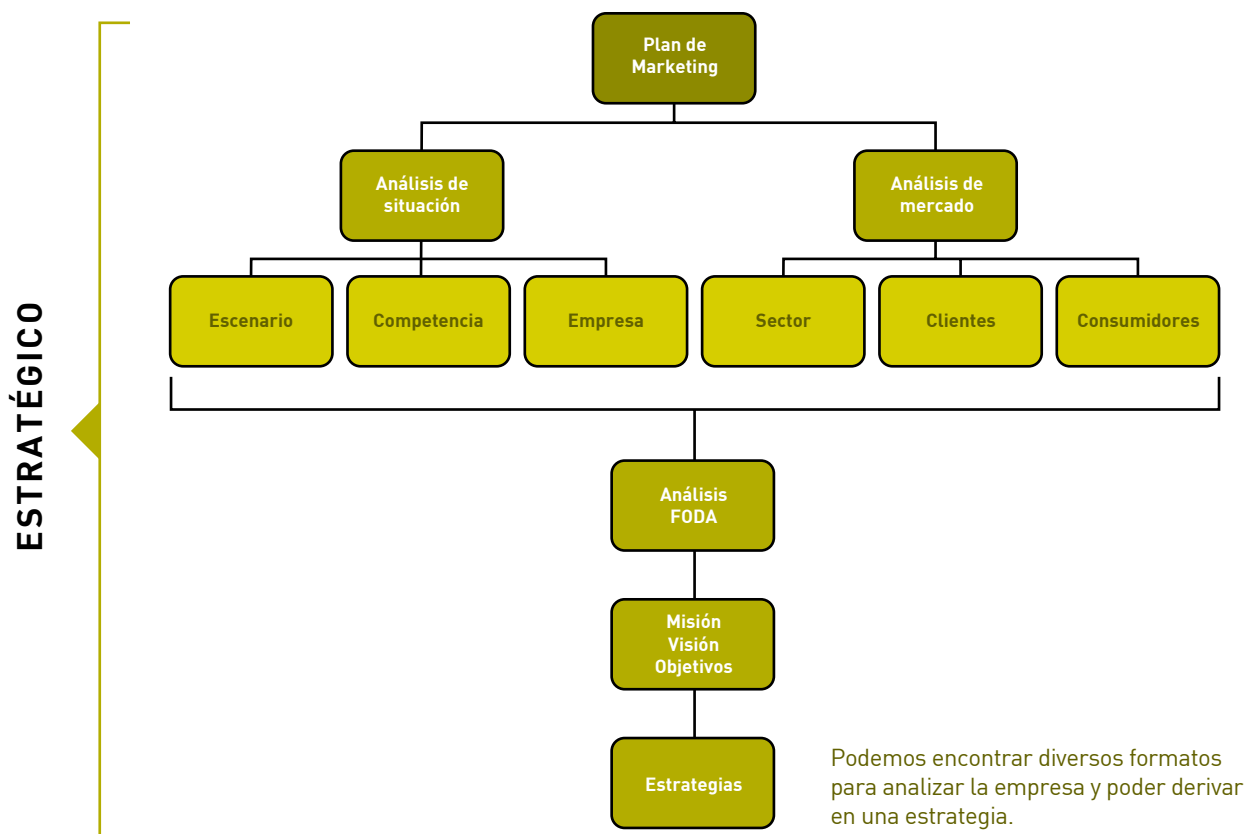 ESTRATÉGICO
Plan de
Marketing
Análisis de
situación
Análisis de
mercado
Escenario
Competencia
Empresa
Sector
Clientes
Consumidores
Análisis
FODA
Misión
Visión
Objetivos
Estrategias
Podemos encontrar diversos formatos
para analizar la empresa y poder derivar
en una estrategia.